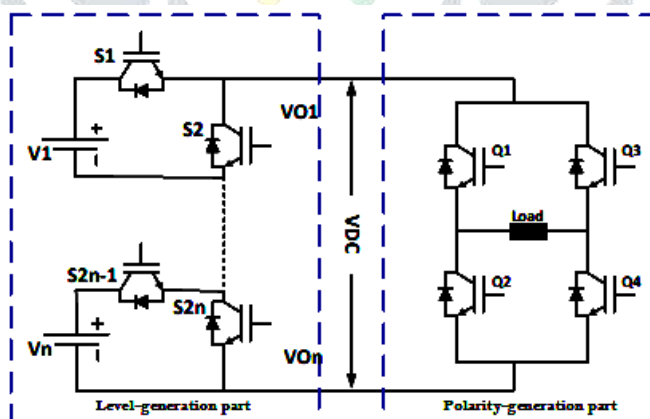 S1
S2
VO1
V1
+
VDC
Q1
Q3
Load
Q2
Q4
S2n-1
S2n
Vn
+
VOn
Level-generation part
Polarity-generation part